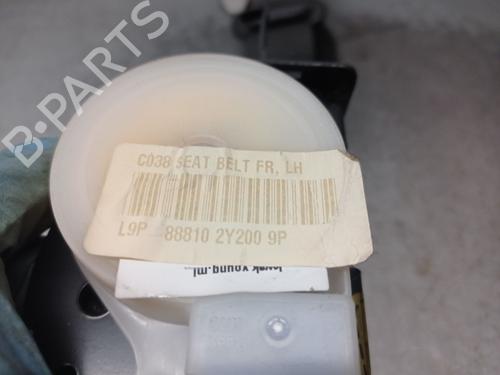 B-PARTS
C038 SEAT BELT FR, LH
L9P 88810 2Y200 9P